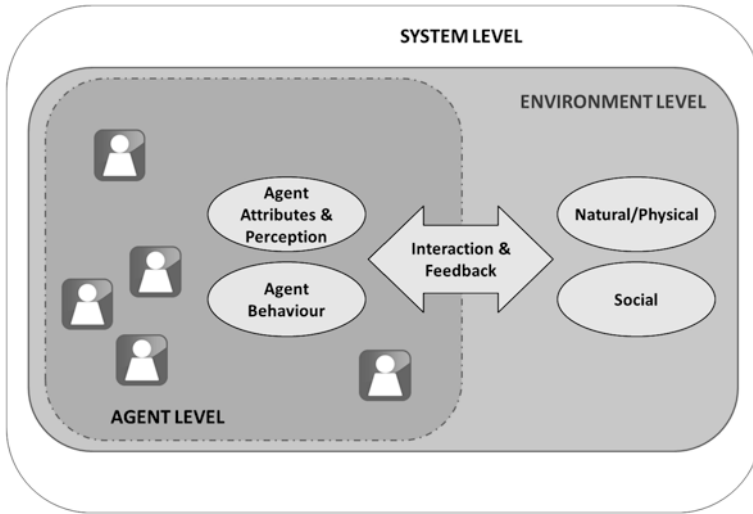 SYSTEM LEVEL
ENVIRONMENT LEVEL
Agent
Attributes &
Perception
Agent
Behaviour
Interaction &
Feedback
Natural/Physical
Social
AGENT LEVEL